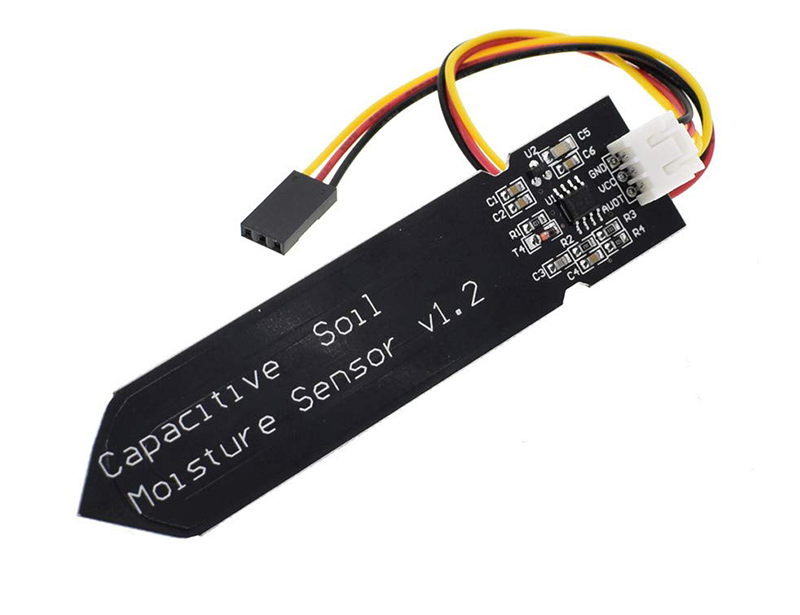 Capacitive Soil
Moisture Sensor v1.2
U2
C5
C6
C1
C2
U1
GND
VCC
AUOT
R1
T4
R2
R3
R4
C3
C4